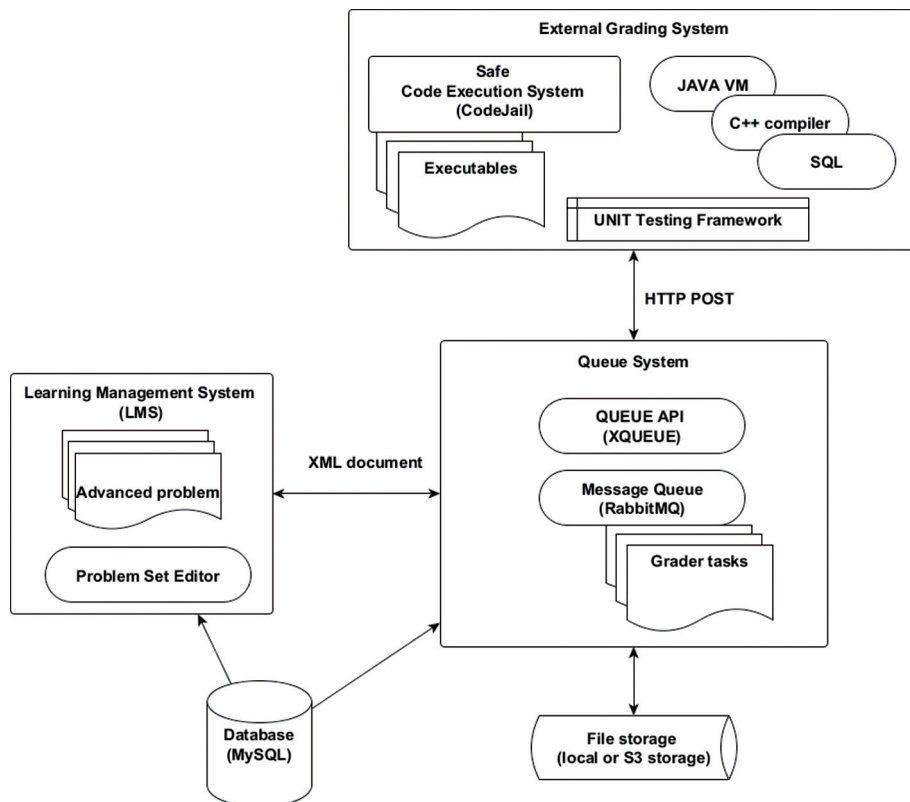 External Grading System
Safe
Code Execution System
(CodeJail)
JAVA VM
C++ compiler
SQL
Executables
UNIT Testing Framework
HTTP POST
Queue System
Learning Management System
(LMS)
QUEUE API
(XQUEUE)
XML document
Advanced problem
Message Queue
(RabbitMQ)
Problem Set Editor
Grader tasks
Database
(MySQL)
File storage
(local or S3 storage)